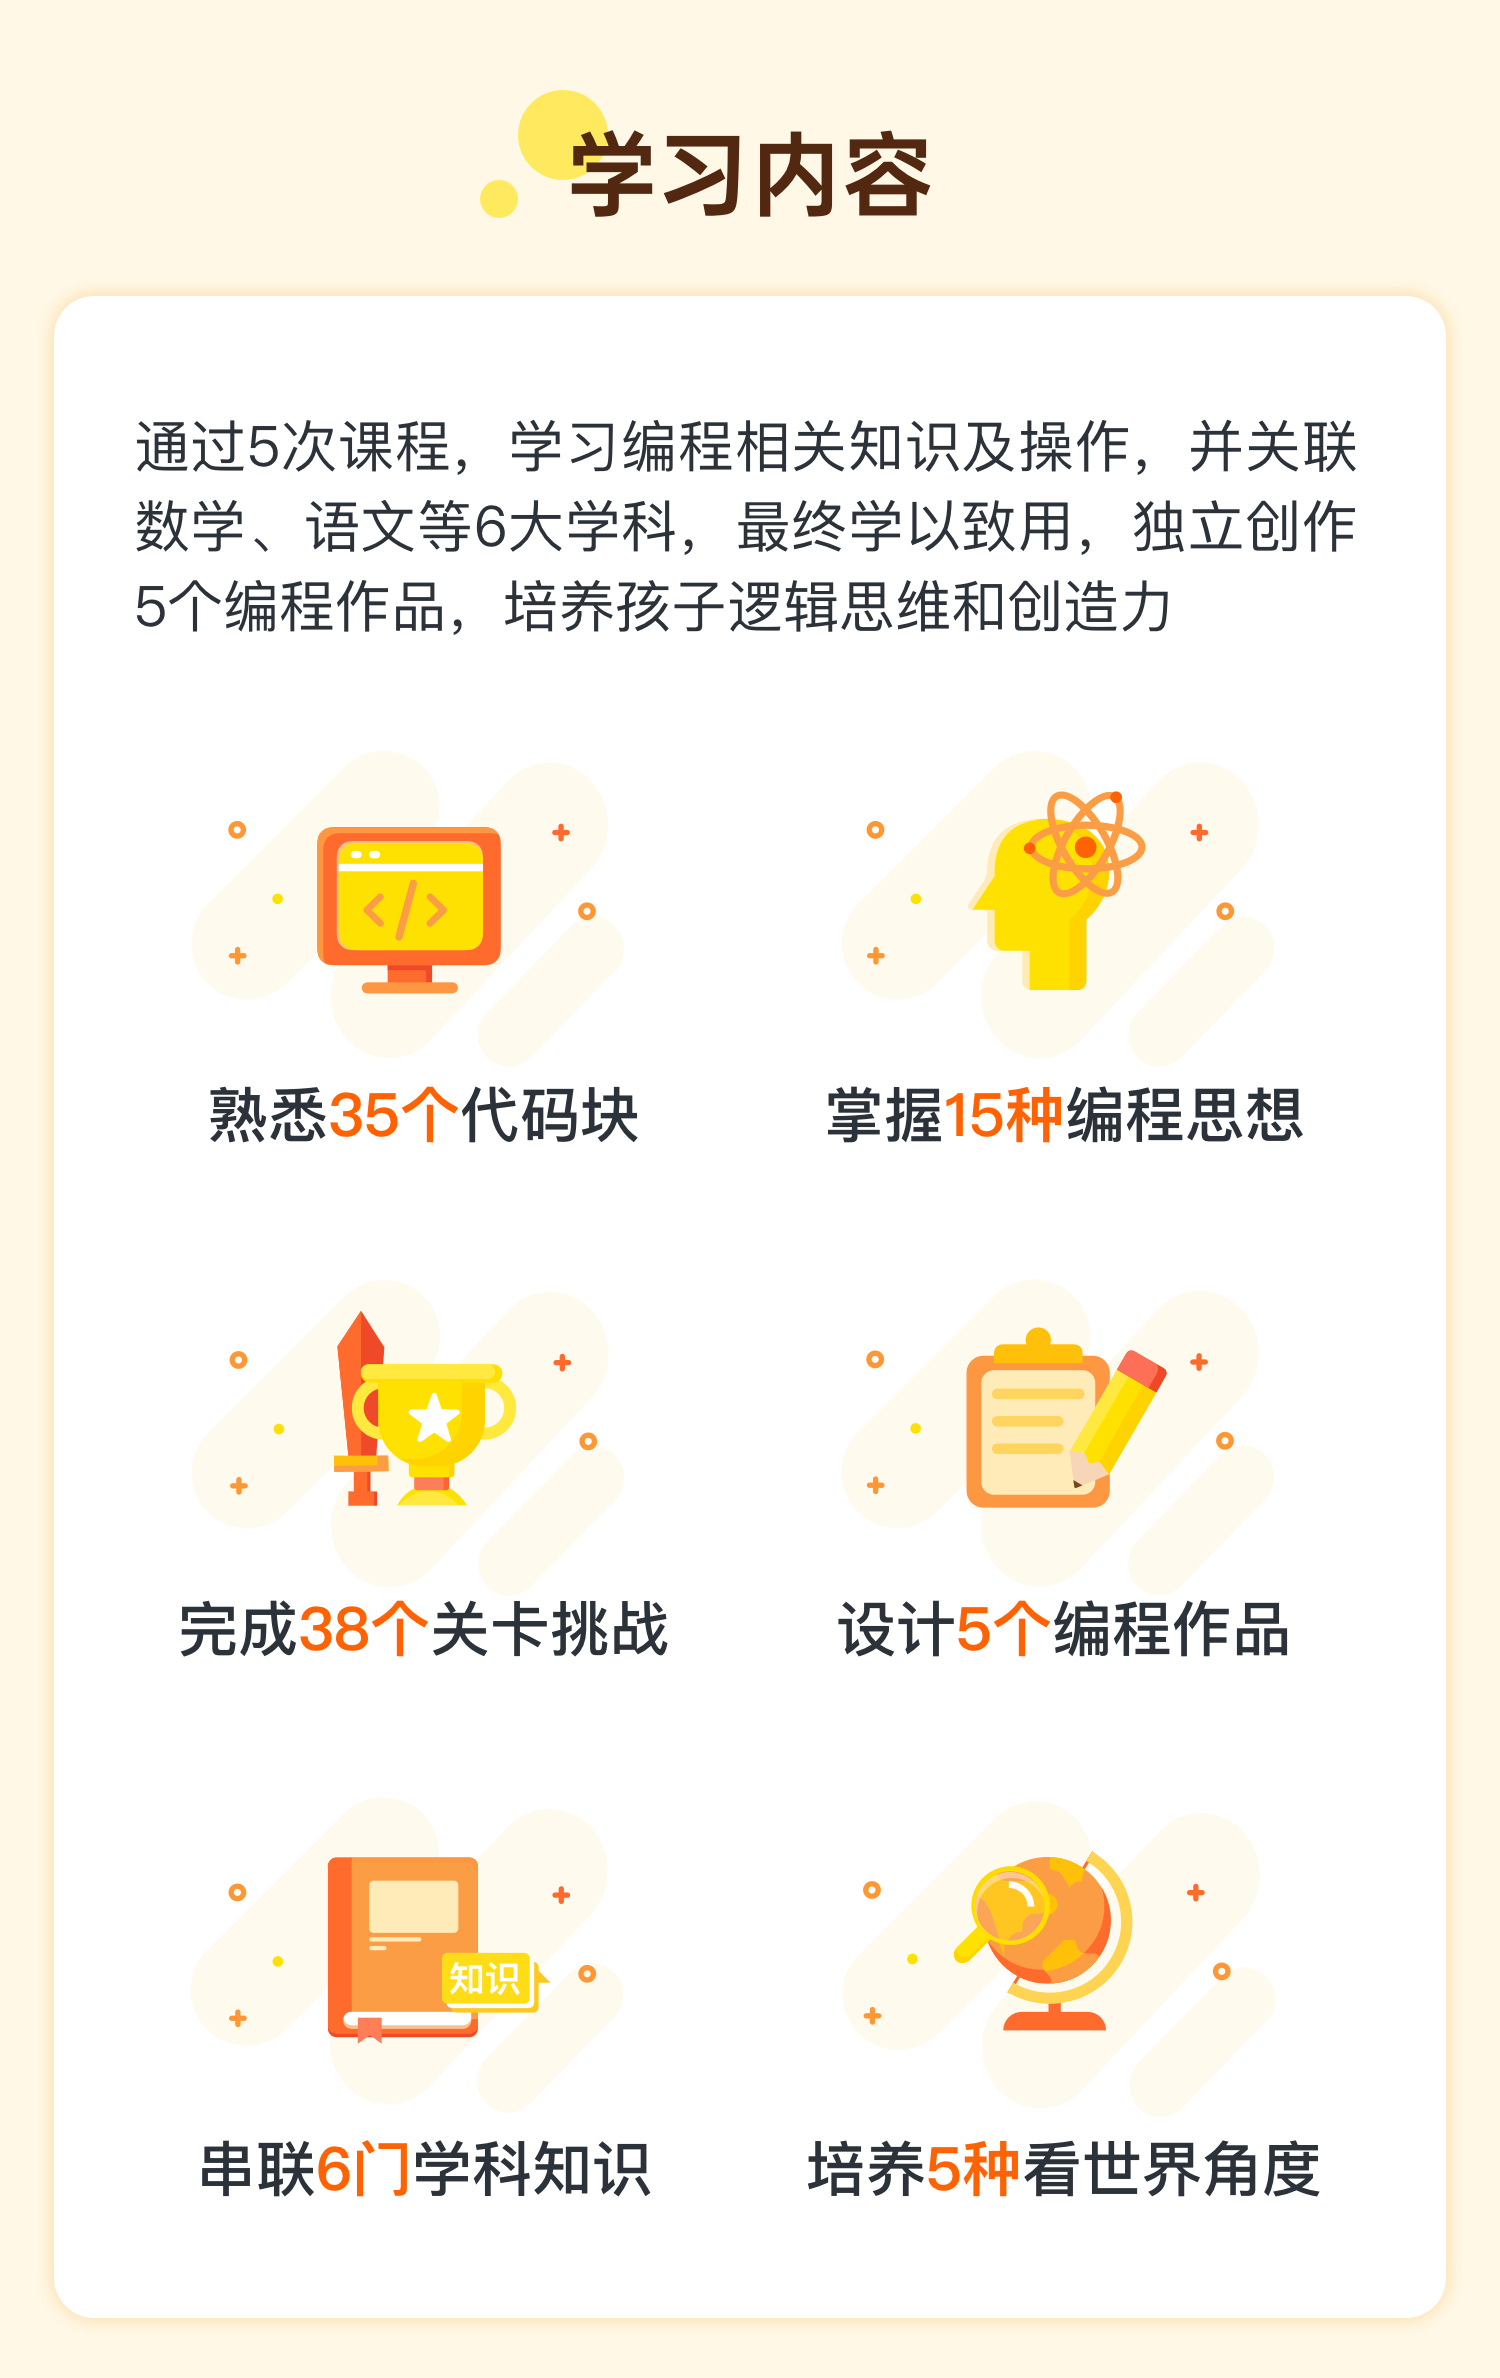 学习内容
通过5次课程，学习编程相关知识及操作，并关联
数学、语文等6大学科，最终学以致用，独立创作
5个编程作品，培养孩子逻辑思维和创造力
熟悉35个代码块
掌握15种编程思想
完成38个关卡挑战
设计5个编程作品
知识
串联6门学科知识
培养5种看世界角度